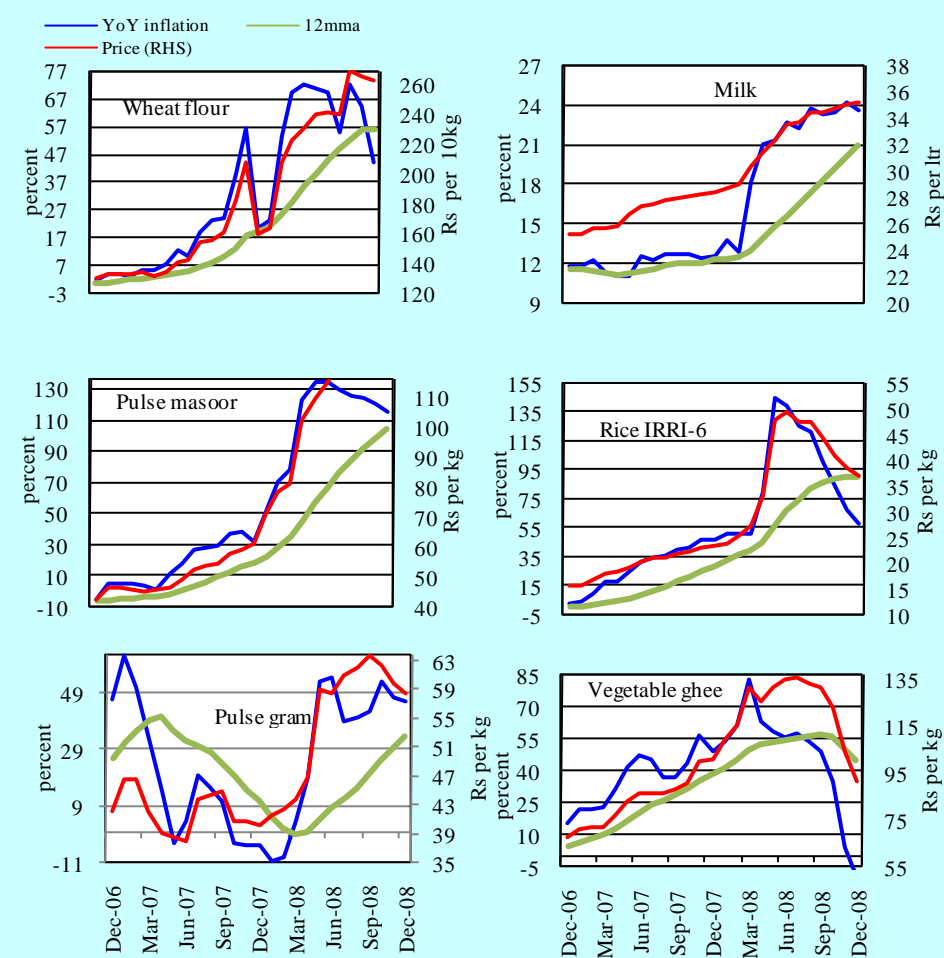 YoY inflation 12mma
Price (RHS)
Wheat flour
percent
77
67
57
47
37
27
17
7
-3
260
240
220
200
180
160
140
120
Rs per 10kg
Milk
percent
27
24
21
18
15
12
9
38
36
34
32
30
28
26
24
22
20
Rs per ltr
Pulse masoor
percent
130
110
90
70
50
30
10
-10
110
100
90
80
70
60
50
40
Rs per kg
Rice IRRI-6
percent
155
135
115
95
75
55
35
15
-5
55
50
45
40
35
30
25
20
15
10
Rs per kg
Pulse gram
percent
49
29
9
-11
63
59
55
51
47
43
39
35
Rs per kg
Dec-06
Mar-07
Jun-07
Sep-07
Dec-07
Mar-08
Jun-08
Sep-08
Dec-08
Vegetable ghee
percent
85
70
55
40
25
10
-5
135
115
95
75
55
Rs per kg
Dec-06
Mar-07
Jun-07
Sep-07
Dec-07
Mar-08
Jun-08
Sep-08
Dec-08